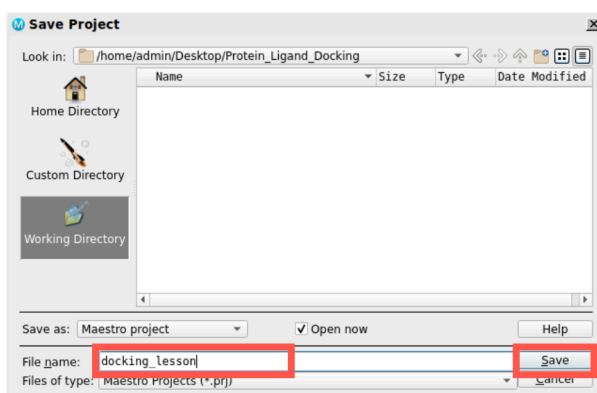 Save Project
Look in: /home/admin/Desktop/Protein_Ligand_Docking
Name Size Type Date Modified
Home Directory
Custom Directory
Working Directory
Save as: Maestro project Open now Help
File name: docking_lesson Save
Files of type: Maestro Projects (*.prj) Cancel